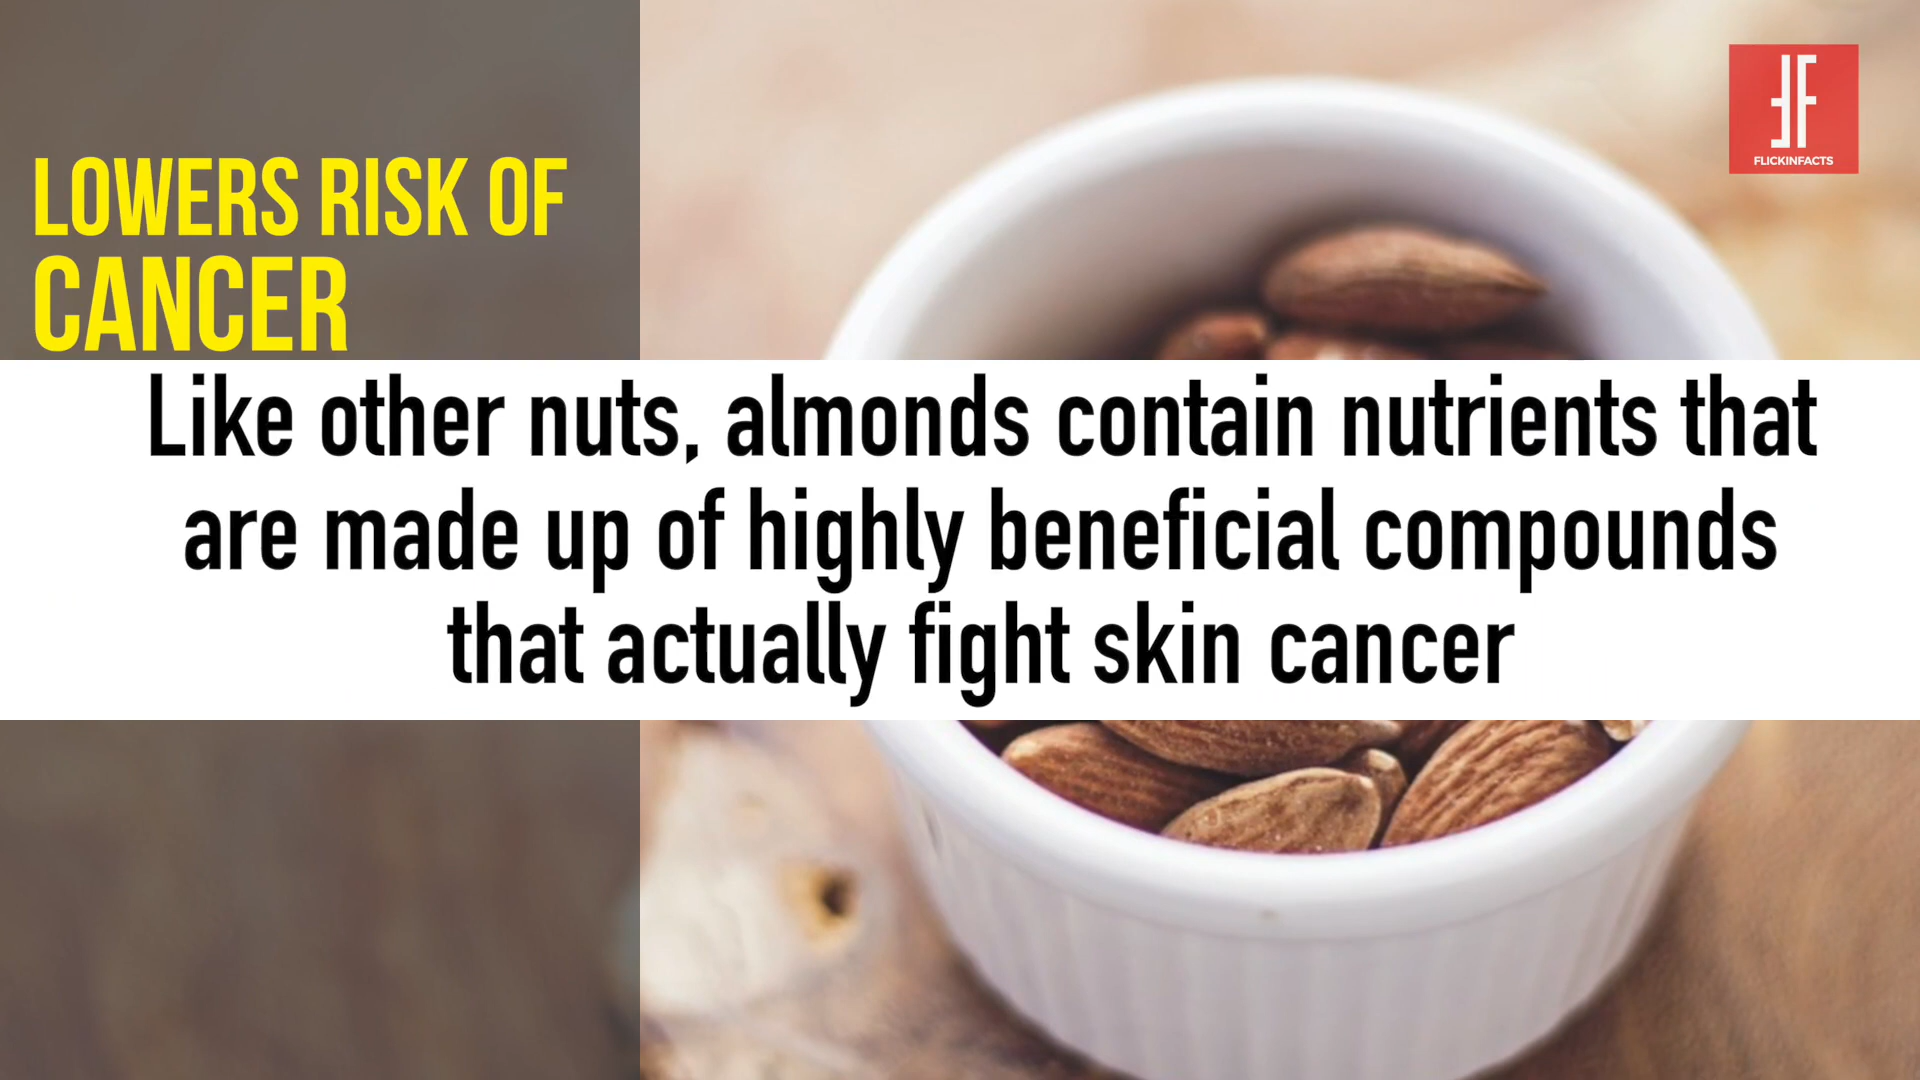 LOWERS RISK OF
CANCER
FLICKINFACTS
Like other nuts, almonds contain nutrients that
are made up of highly beneficial compounds
that actually fight skin cancer